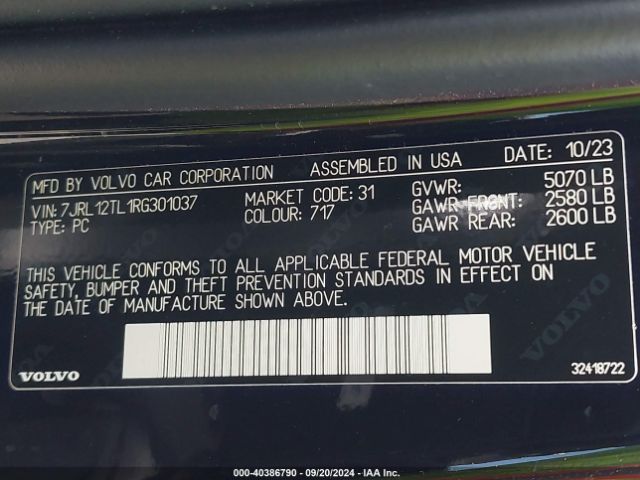 MFD BY VOLVO CAR CORPORATION ASSEMBLED IN USA DATE: 10/23
VIN: 7JRL12TL1RG301037 MARKET CODE: 31 GVWR: 5070 LB
TYPE: PC COLOUR: 717 GAWR FRONT: 2580 LB
GAWR REAR: 2600 LB
THIS VEHICLE CONFORMS TO ALL APPLICABLE FEDERAL MOTOR VEHICLE
SAFETY, BUMPER AND THEFT PREVENTION STANDARDS IN EFFECT ON
THE DATE OF MANUFACTURE SHOWN ABOVE.
VOLVO 32418722
000-40386790 - 09/20/2024 - IAAI.COM